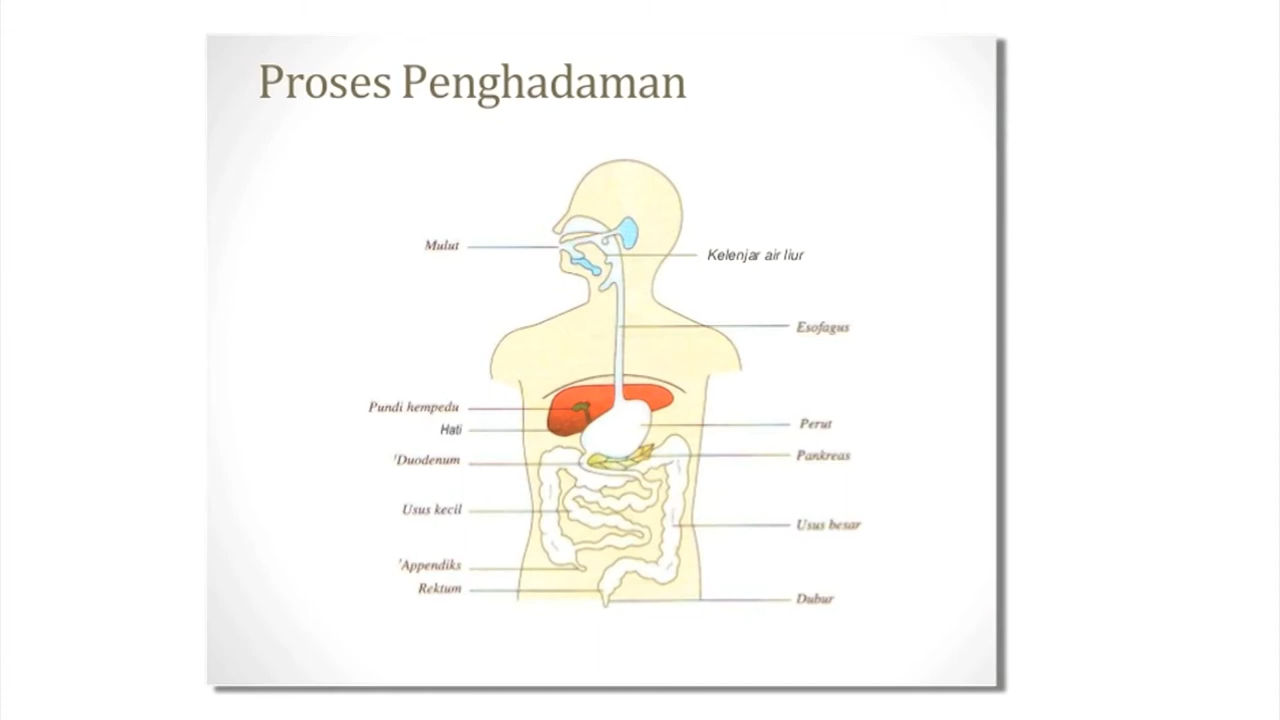 Proses Penghadaman
Mulut
Kelenjar air liur
Esofagus
Pundi hempedu
Hati
Perut
'Duodenum
Pankreas
Usus kecil
Usus besar
'Appendiks
Rektum
Dubur